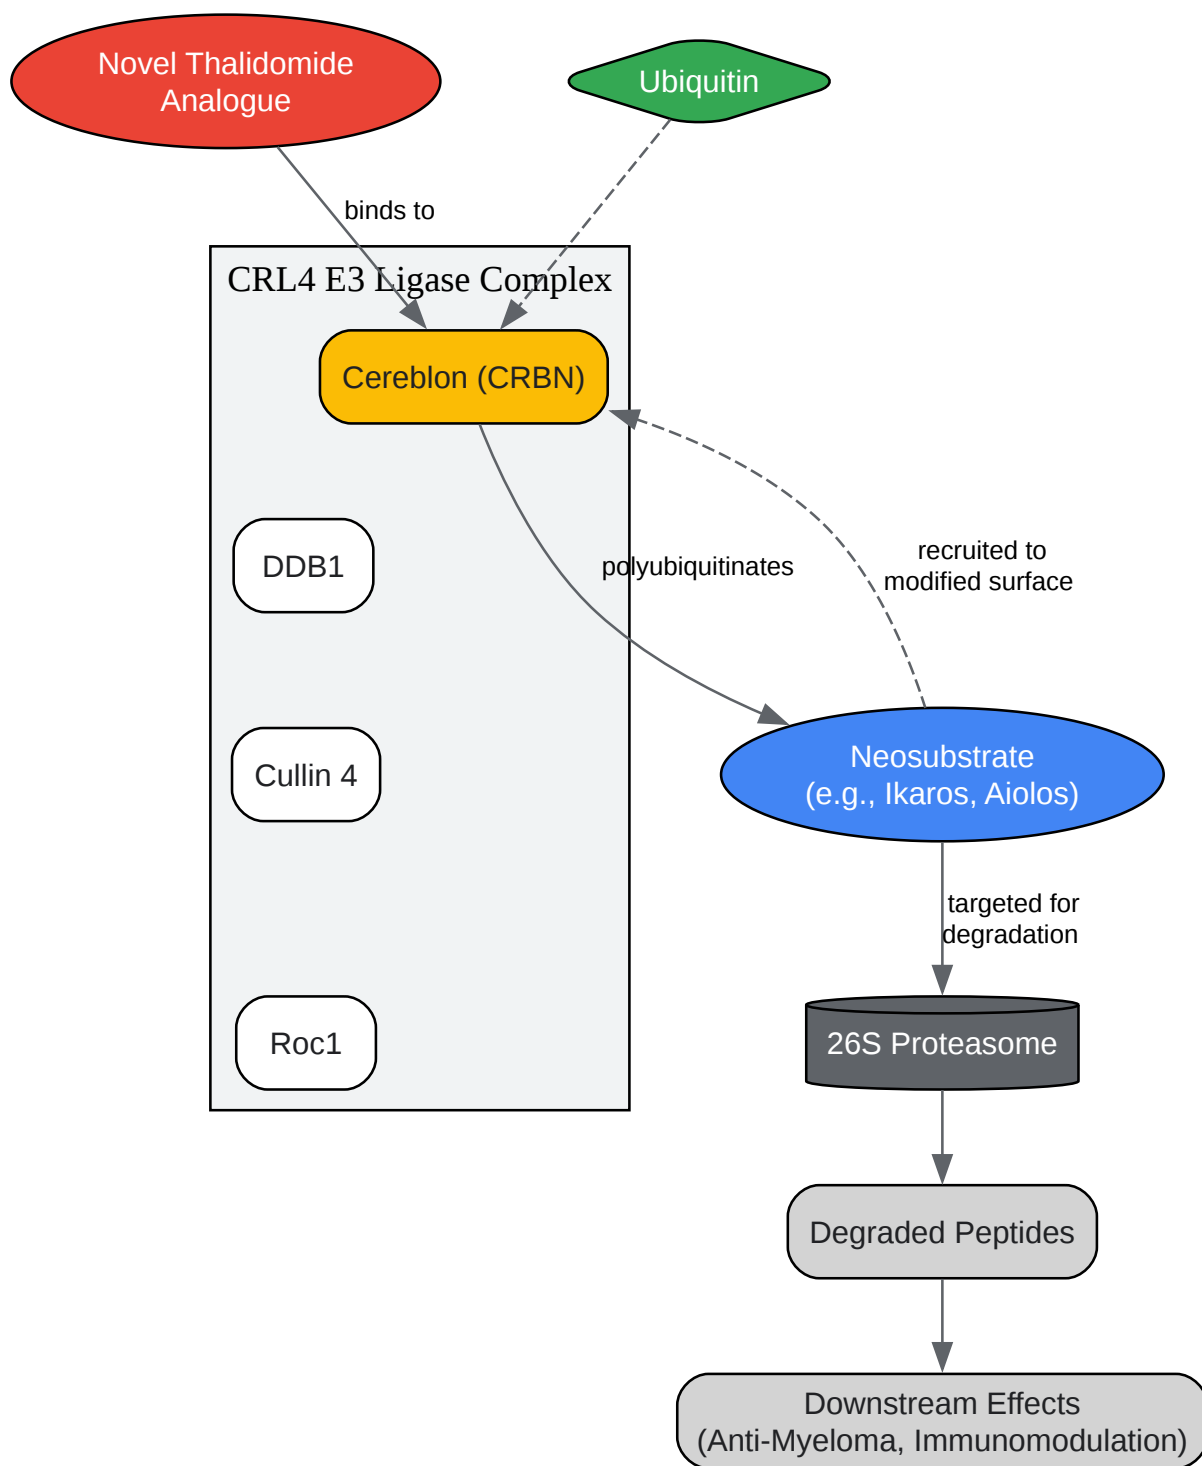 Novel Thalidomide
Analogue
Ubiquitin
binds to
CRL4 E3 Ligase Complex
Cereblon (CRBN)
DDB1
polyubiquitinates
recruited to
modified surface
Cullin 4
Neosubstrate
(e.g., Ikaros, Aiolos)
targeted for
degradation
Roc1
26S Proteasome
Degraded Peptides
Downstream Effects
(Anti-Myeloma, Immunomodulation)